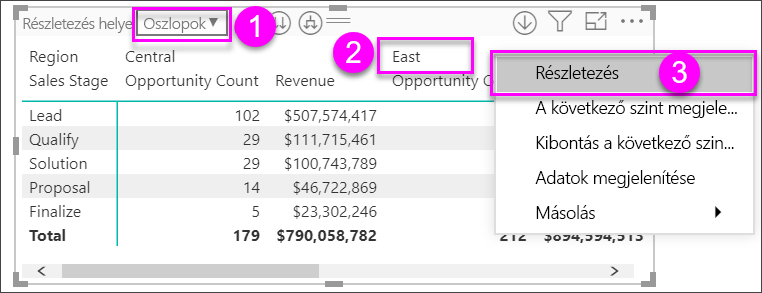 Részletezés helye Oszlopok ▼ 1
Region Central 2 East
Sales Stage Opportunity Count Revenue Opportunity C
Lead 102 $507,574,417
Qualify 29 $111,715,461
Solution 29 $100,743,789
Proposal 14 $46,722,869
Finalize 5 $23,302,246
Total 179 $790,058,782 212 $894,594,513
Részletezés 3
A következő szint megjele...
Kibontás a következő szin...
Adatok megjelenítése
Másolás